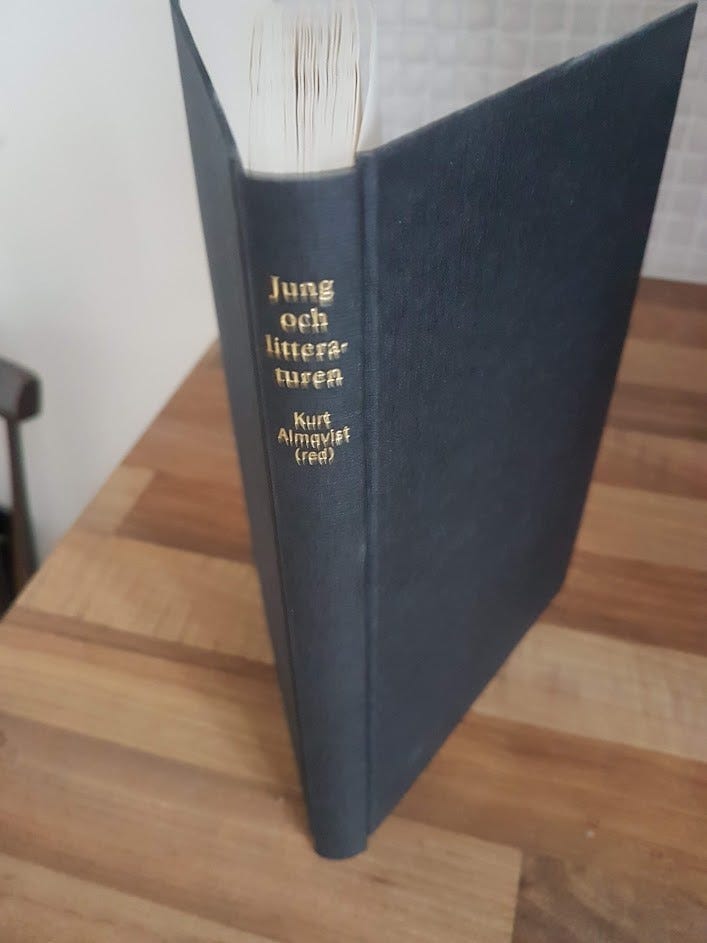 Jung
och
littera-
turen
Kurt
Almqvist
(red)